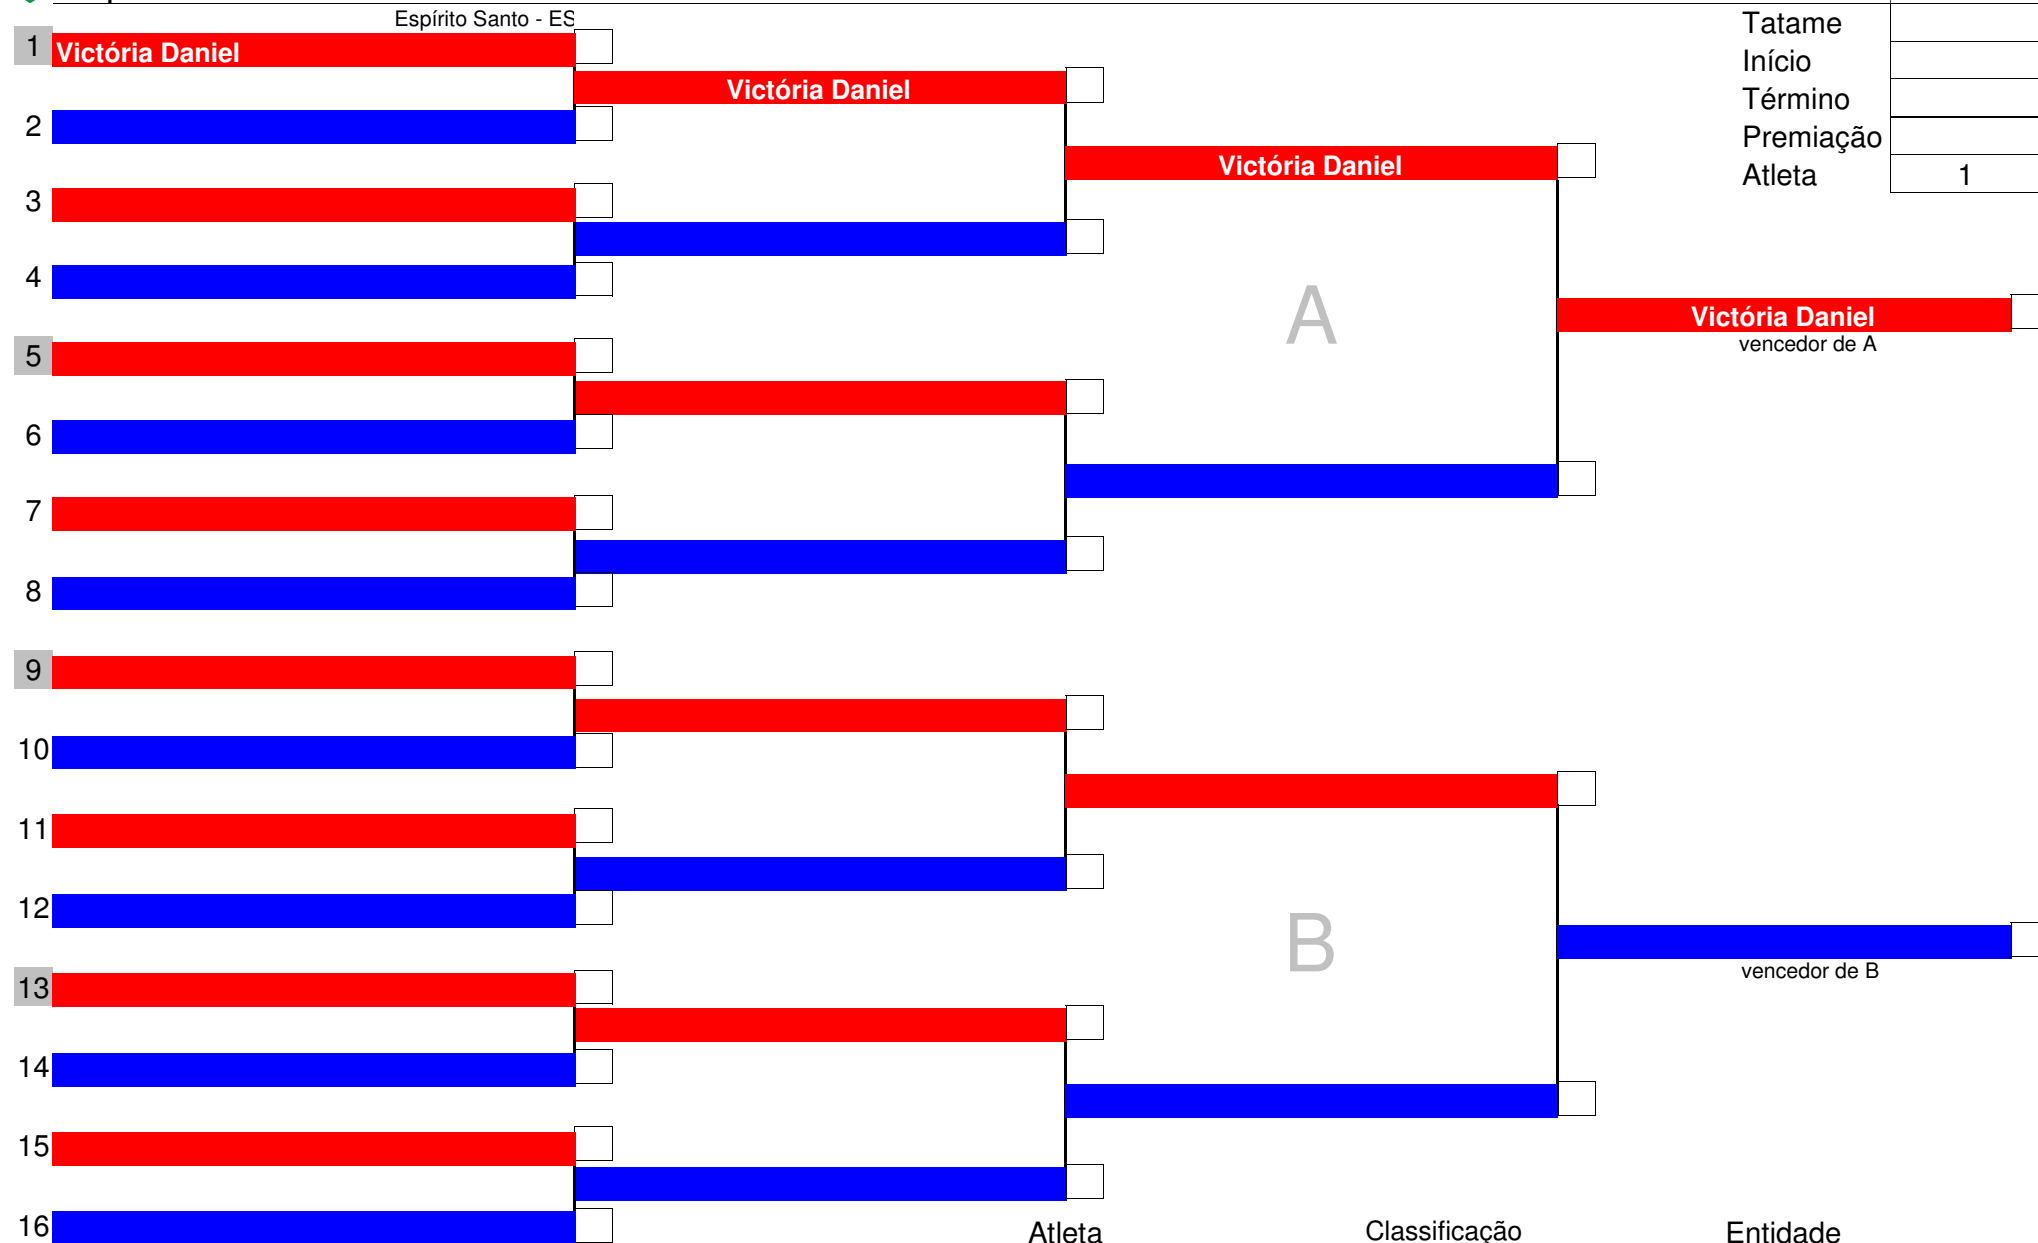 Espírito Santo - ES
Tatame
1 Victória Daniel
Início
Victória Daniel
Término
2
Premiação
Victória Daniel
Atleta 1
3
4
A
Victória Daniel
vencedor de A
5
6
7
8
9
10
11
12
B
vencedor de B
13
14
15
16
Atleta Classificação Entidade